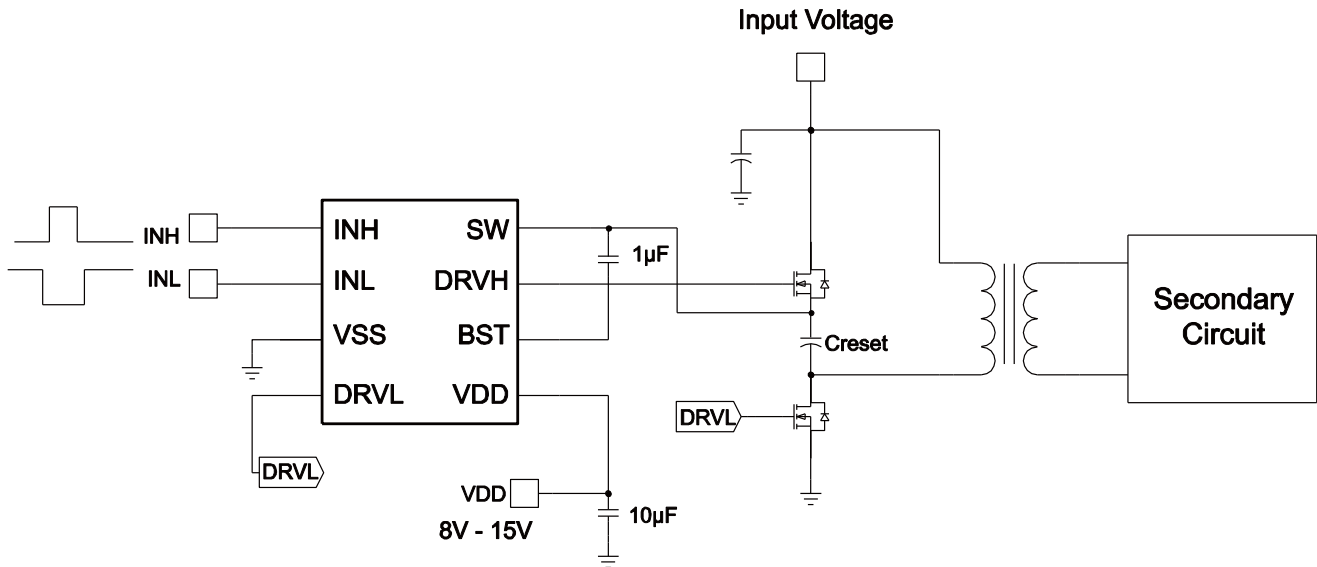 Input Voltage
INH
INL
INH
INL
VSS
DRVL
SW
DRVH
BST
VDD
1µF
Creset
Secondary
Circuit
DRVL
DRVL
VDD
8V - 15V
10µF